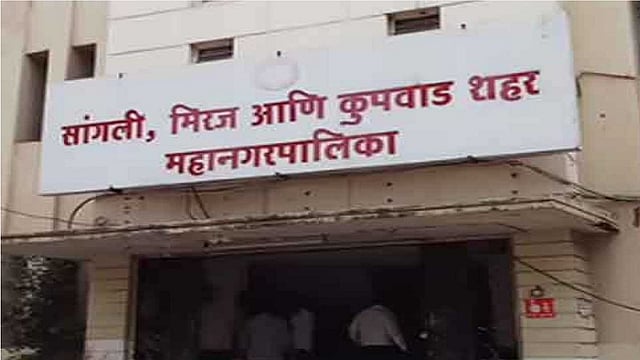 सांगली, मिरज आणि कुपवाड शहर
महानगरपालिका